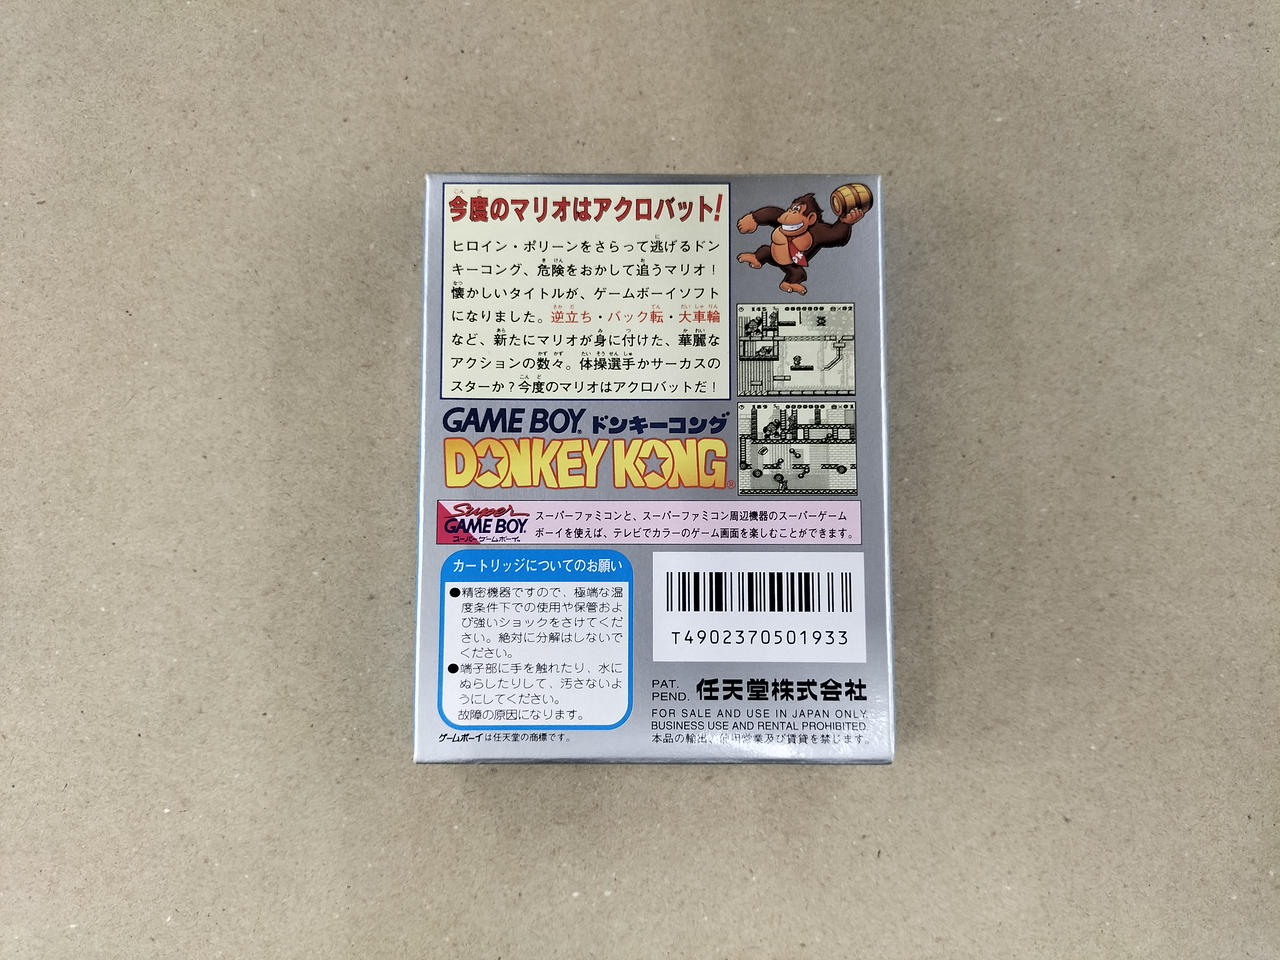 今度のマリオはアクロバット!
ヒロイン・ポリーンをさらって逃げるドン
キーコング、危険をおかして追うマリオ!
懐かしいタイトルが、ゲームボーイソフト
になりました。逆立ち・バック転・大車輪
など、新たにマリオが身に付けた、華麗な
アクションの数々。体操選手かサーカスの
スターか?今度のマリオはアクロバットだ!
GAME BOY® ドンキーコング
DONKEY KONG®
Super
GAME BOY.
スーパーゲームボーイ
スーパーファミコンと、スーパーファミコン周辺機器のスーパーゲーム
ボーイを使えば、テレビでカラーのゲーム画面を楽しむことができます。
カートリッジについてのお願い
●精密機器ですので、極端な温
度条件下での使用や保管およ
び強いショックをさけてくだ
さい。絶対に分解はしないで
ください。
●端子部に手を触れたり、水に
ぬらしたりして、汚さないよ
うにしてください。
故障の原因になります。
ゲームボーイは任天堂の商標です。
T4902370501933
PAT.
PEND. 任天堂株式会社
FOR SALE AND USE IN JAPAN ONLY.
BUSINESS USE AND RENTAL PROHIBITED.
本品の輸出、使用営業及び賃貸を禁じます。